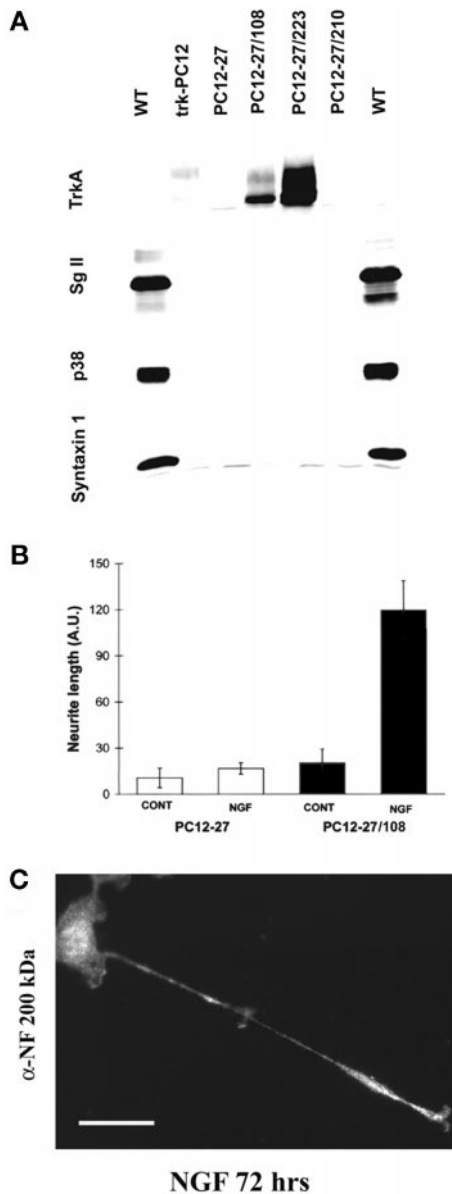 A
WT
trk-PC12
PC12-27
PC12-27/108
PC12-27/223
PC12-27/210
WT
TrkA
Sg II
p38
Syntaxin 1
B
Neurite length (A.U.)
150
120
90
60
30
0
CONT
NGF
CONT
NGF
PC12-27
PC12-27/108
C
α-NF 200 kDa
NGF 72 hrs